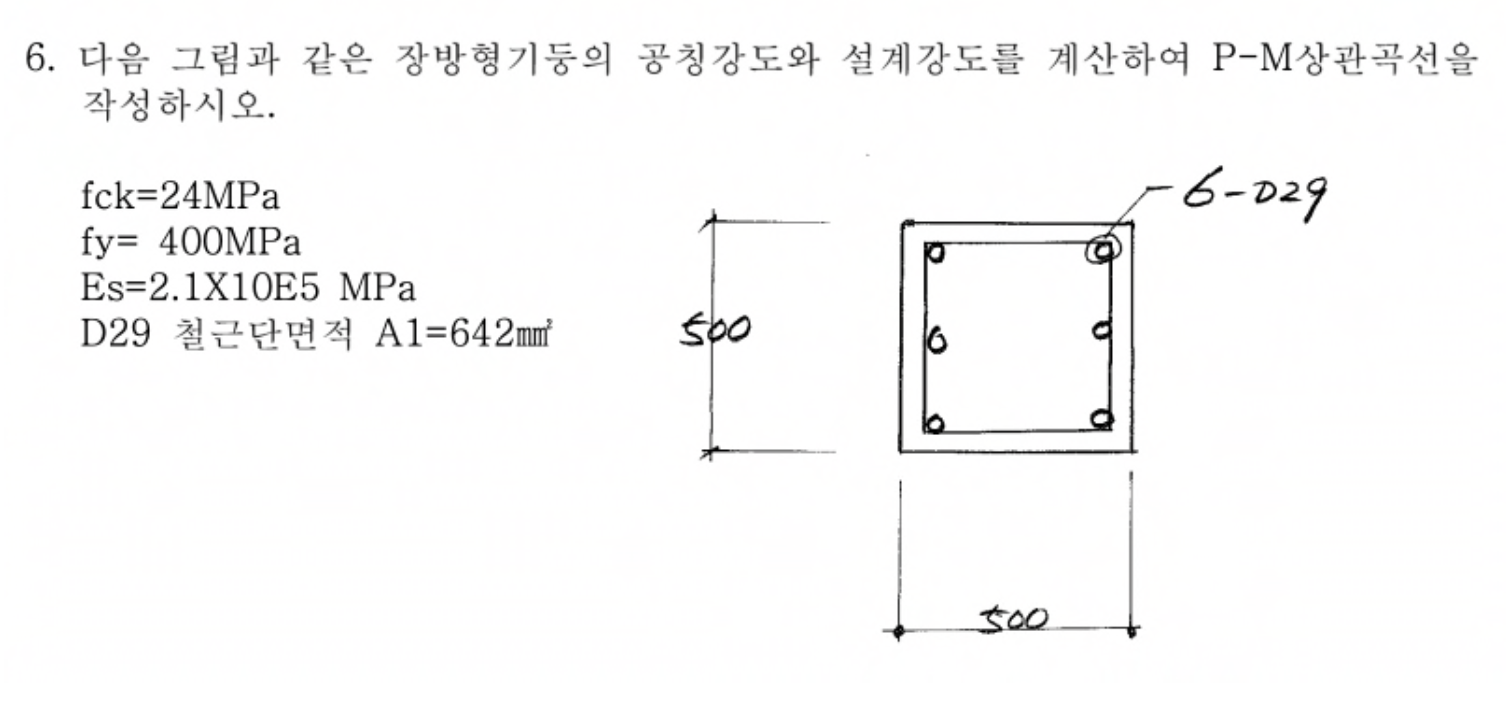 6. 다음 그림과 같은 장방형기둥의 공칭강도와 설계강도를 계산하여 P-M상관곡선을
작성하시오.
fck=24MPa
fy= 400MPa
Es=2.1X10E5 MPa
D29 철근단면적 A1=642㎟
6-D29
500
500